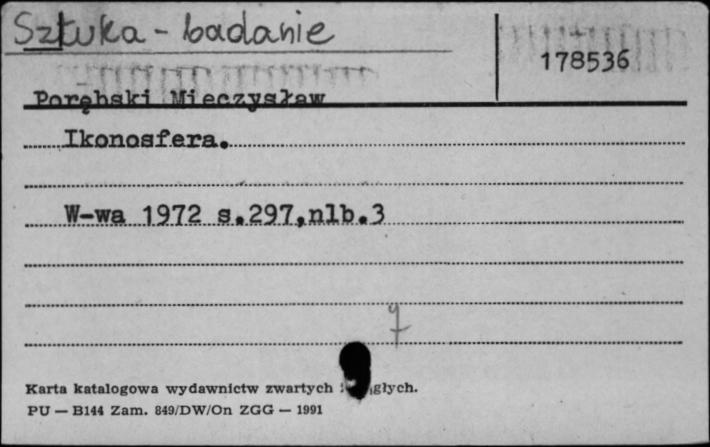 Sztuka - badanie
178536
Porębski Mieczysław
Ikonosfera.
W-wa 1972 s.297,nlb.3
Karta katalogowa wydawnictw zwartych
PU — B144 Zam. 849/DW/On ZGG — 1991